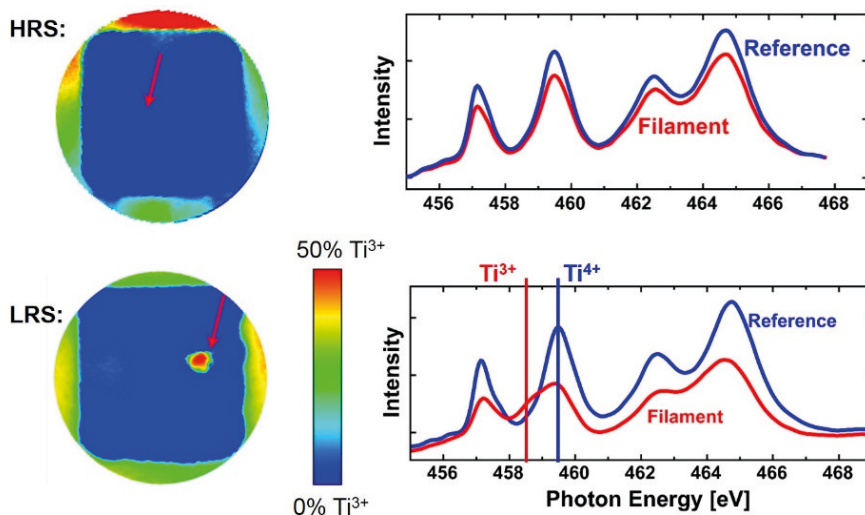 HRS:
Intensity
Reference
Filament
456 458 460 462 464 466 468
LRS:
50% Ti³⁺
0% Ti³⁺
Ti³⁺ Ti⁴⁺
Intensity
Reference
Filament
456 458 460 462 464 466 468
Photon Energy [eV]